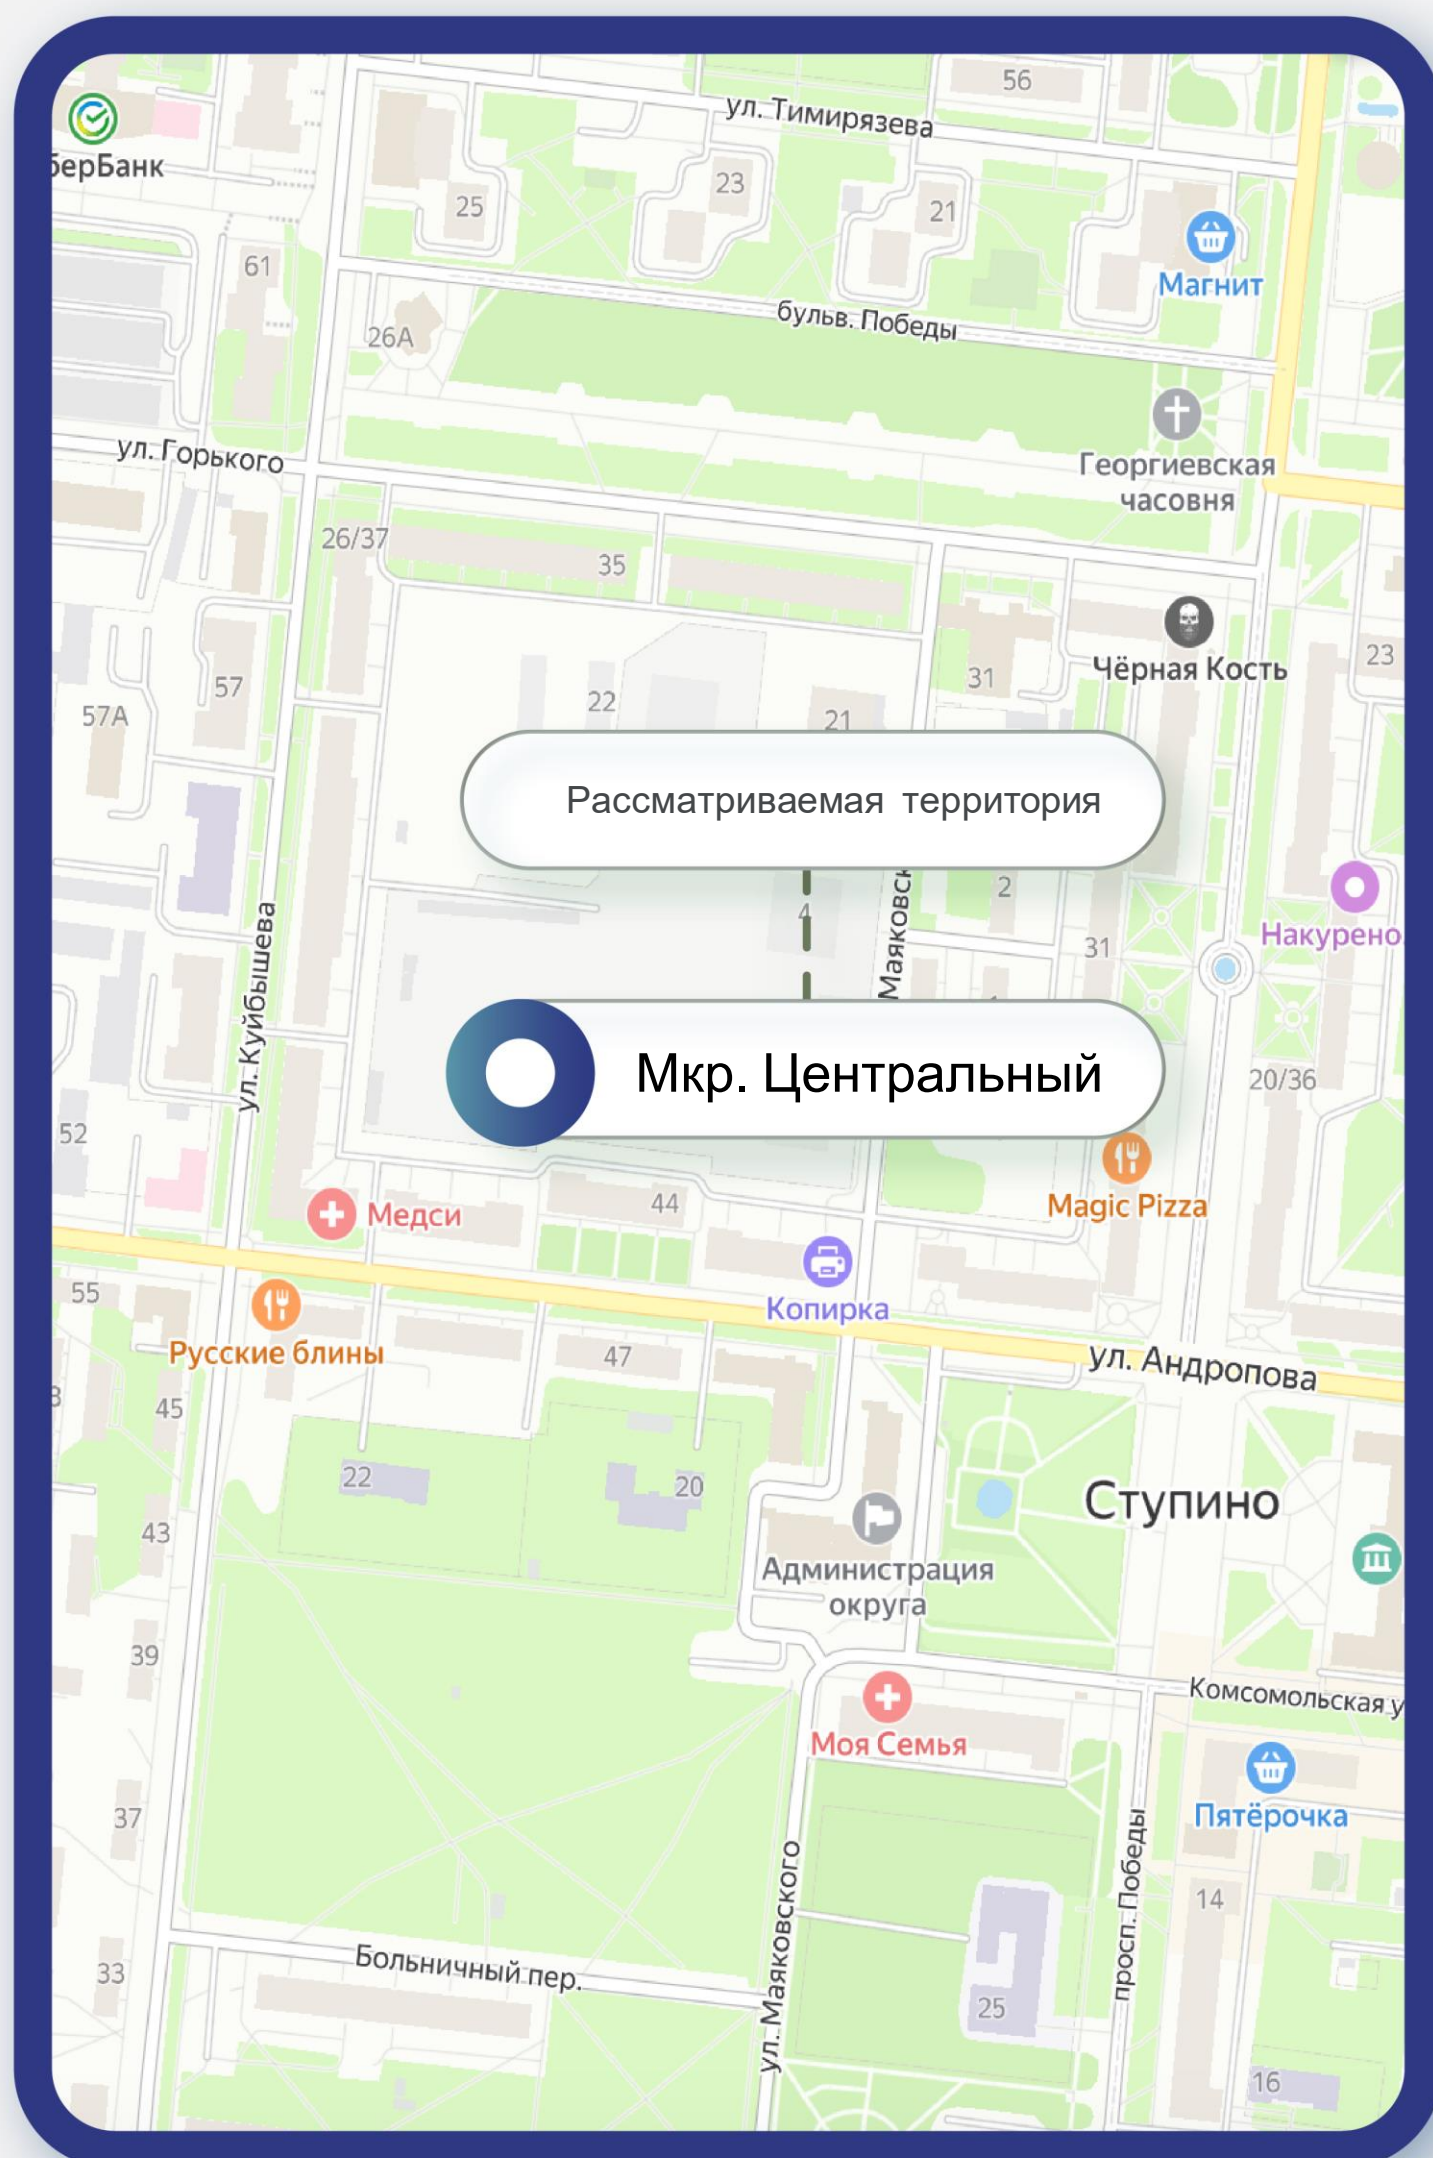 56
ул. Тимирязева
берБанк
23
25
21
61
Магнит
26А
бульв. Победы
ул. Горького
Георгиевская
часовня
26/37
35
23
31
Чёрная Кость
57
22
57А
21
Рассматриваемая территория
2
4
Маяковск
31
Накурено
ул. Куйбышева
Мкр. Центральный
20/36
52
44
Magic Pizza
Медси
55
Копирка
Русские блины
47
ул. Андропова
45
22
20
Ступино
43
Администрация
округа
39
Комсомольская у
Моя Семья
37
Пятёрочка
ул. Маяковского
просп. Победы
14
Больничный пер.
33
25
16